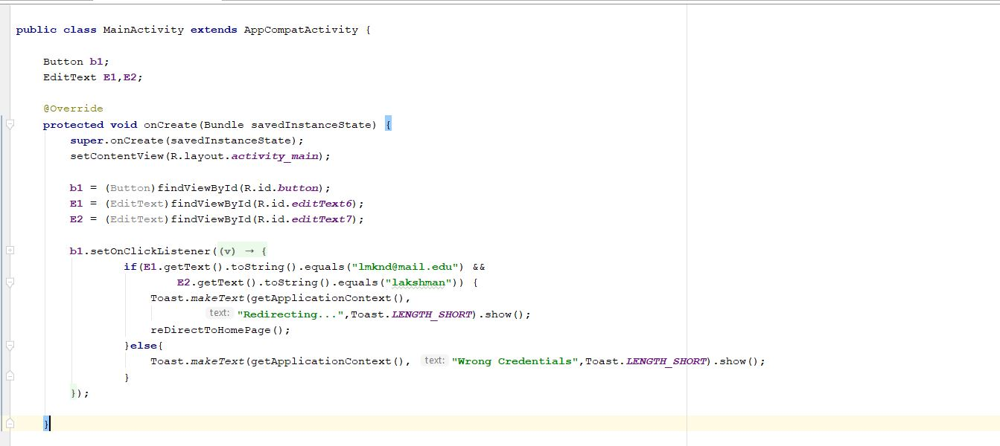 public class MainActivity extends AppCompatActivity {
Button b1;
EditText E1,E2;
@Override
protected void onCreate(Bundle savedInstanceState) {
super.onCreate(savedInstanceState);
setContentView(R.layout.activity_main);
b1 = (Button)findViewById(R.id.button);
E1 = (EditText)findViewById(R.id.editText6);
E2 = (EditText)findViewById(R.id.editText7);
b1.setOnClickListener((v) → {
if(E1.getText().toString().equals("lmknd@mail.edu") &&
E2.getText().toString().equals("lakshman")) {
Toast.makeText(getApplicationContext(),
text: "Redirecting...",Toast.LENGTH_SHORT).show();
reDirectToHomePage();
}else{
Toast.makeText(getApplicationContext(), text: "Wrong Credentials",Toast.LENGTH_SHORT).show();
}
});
}